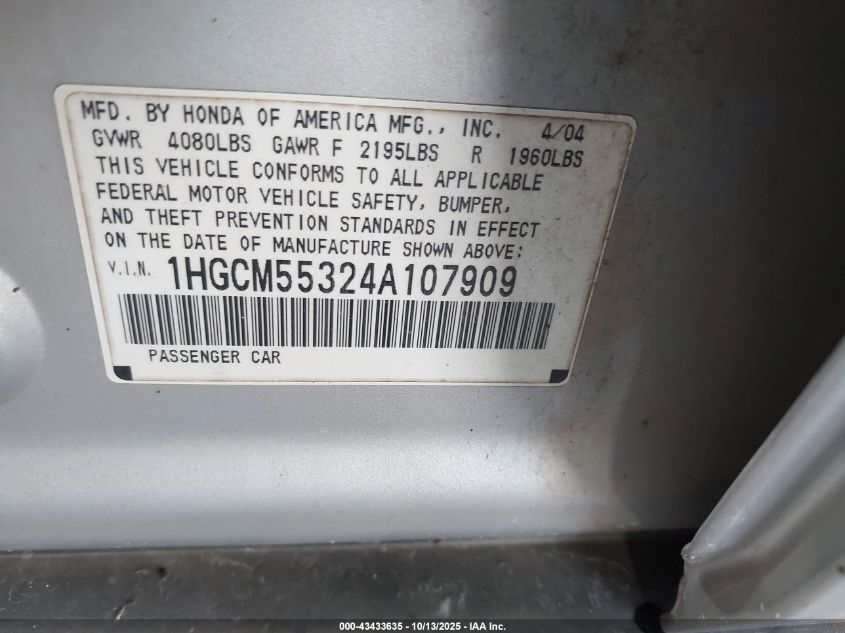 MFD. BY HONDA OF AMERICA MFG., INC. 4/04
GVWR 4080LBS GAWR F 2195LBS R 1960LBS
THIS VEHICLE CONFORMS TO ALL APPLICABLE
FEDERAL MOTOR VEHICLE SAFETY, BUMPER,
AND THEFT PREVENTION STANDARDS IN EFFECT
ON THE DATE OF MANUFACTURE SHOWN ABOVE:
V.I.N. 1HGCM55324A107909
PASSENGER CAR
000-43433635 - 10/13/2025 - IAA Inc.